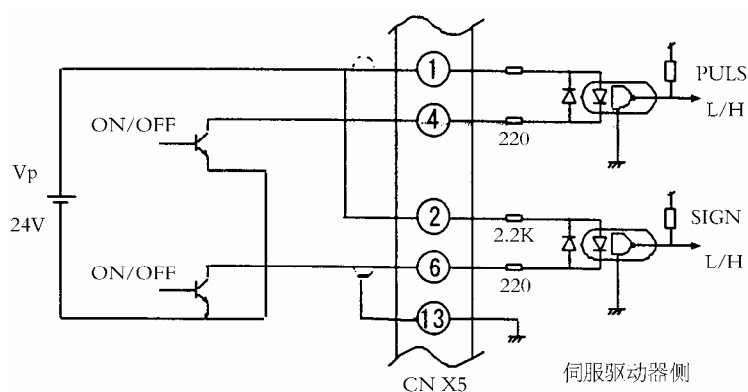 1
PULS
L/H
4
ON/OFF
220
Vp
24V
2
SIGN
2.2K
L/H
ON/OFF
6
220
13
伺服驱动器侧
CN X5